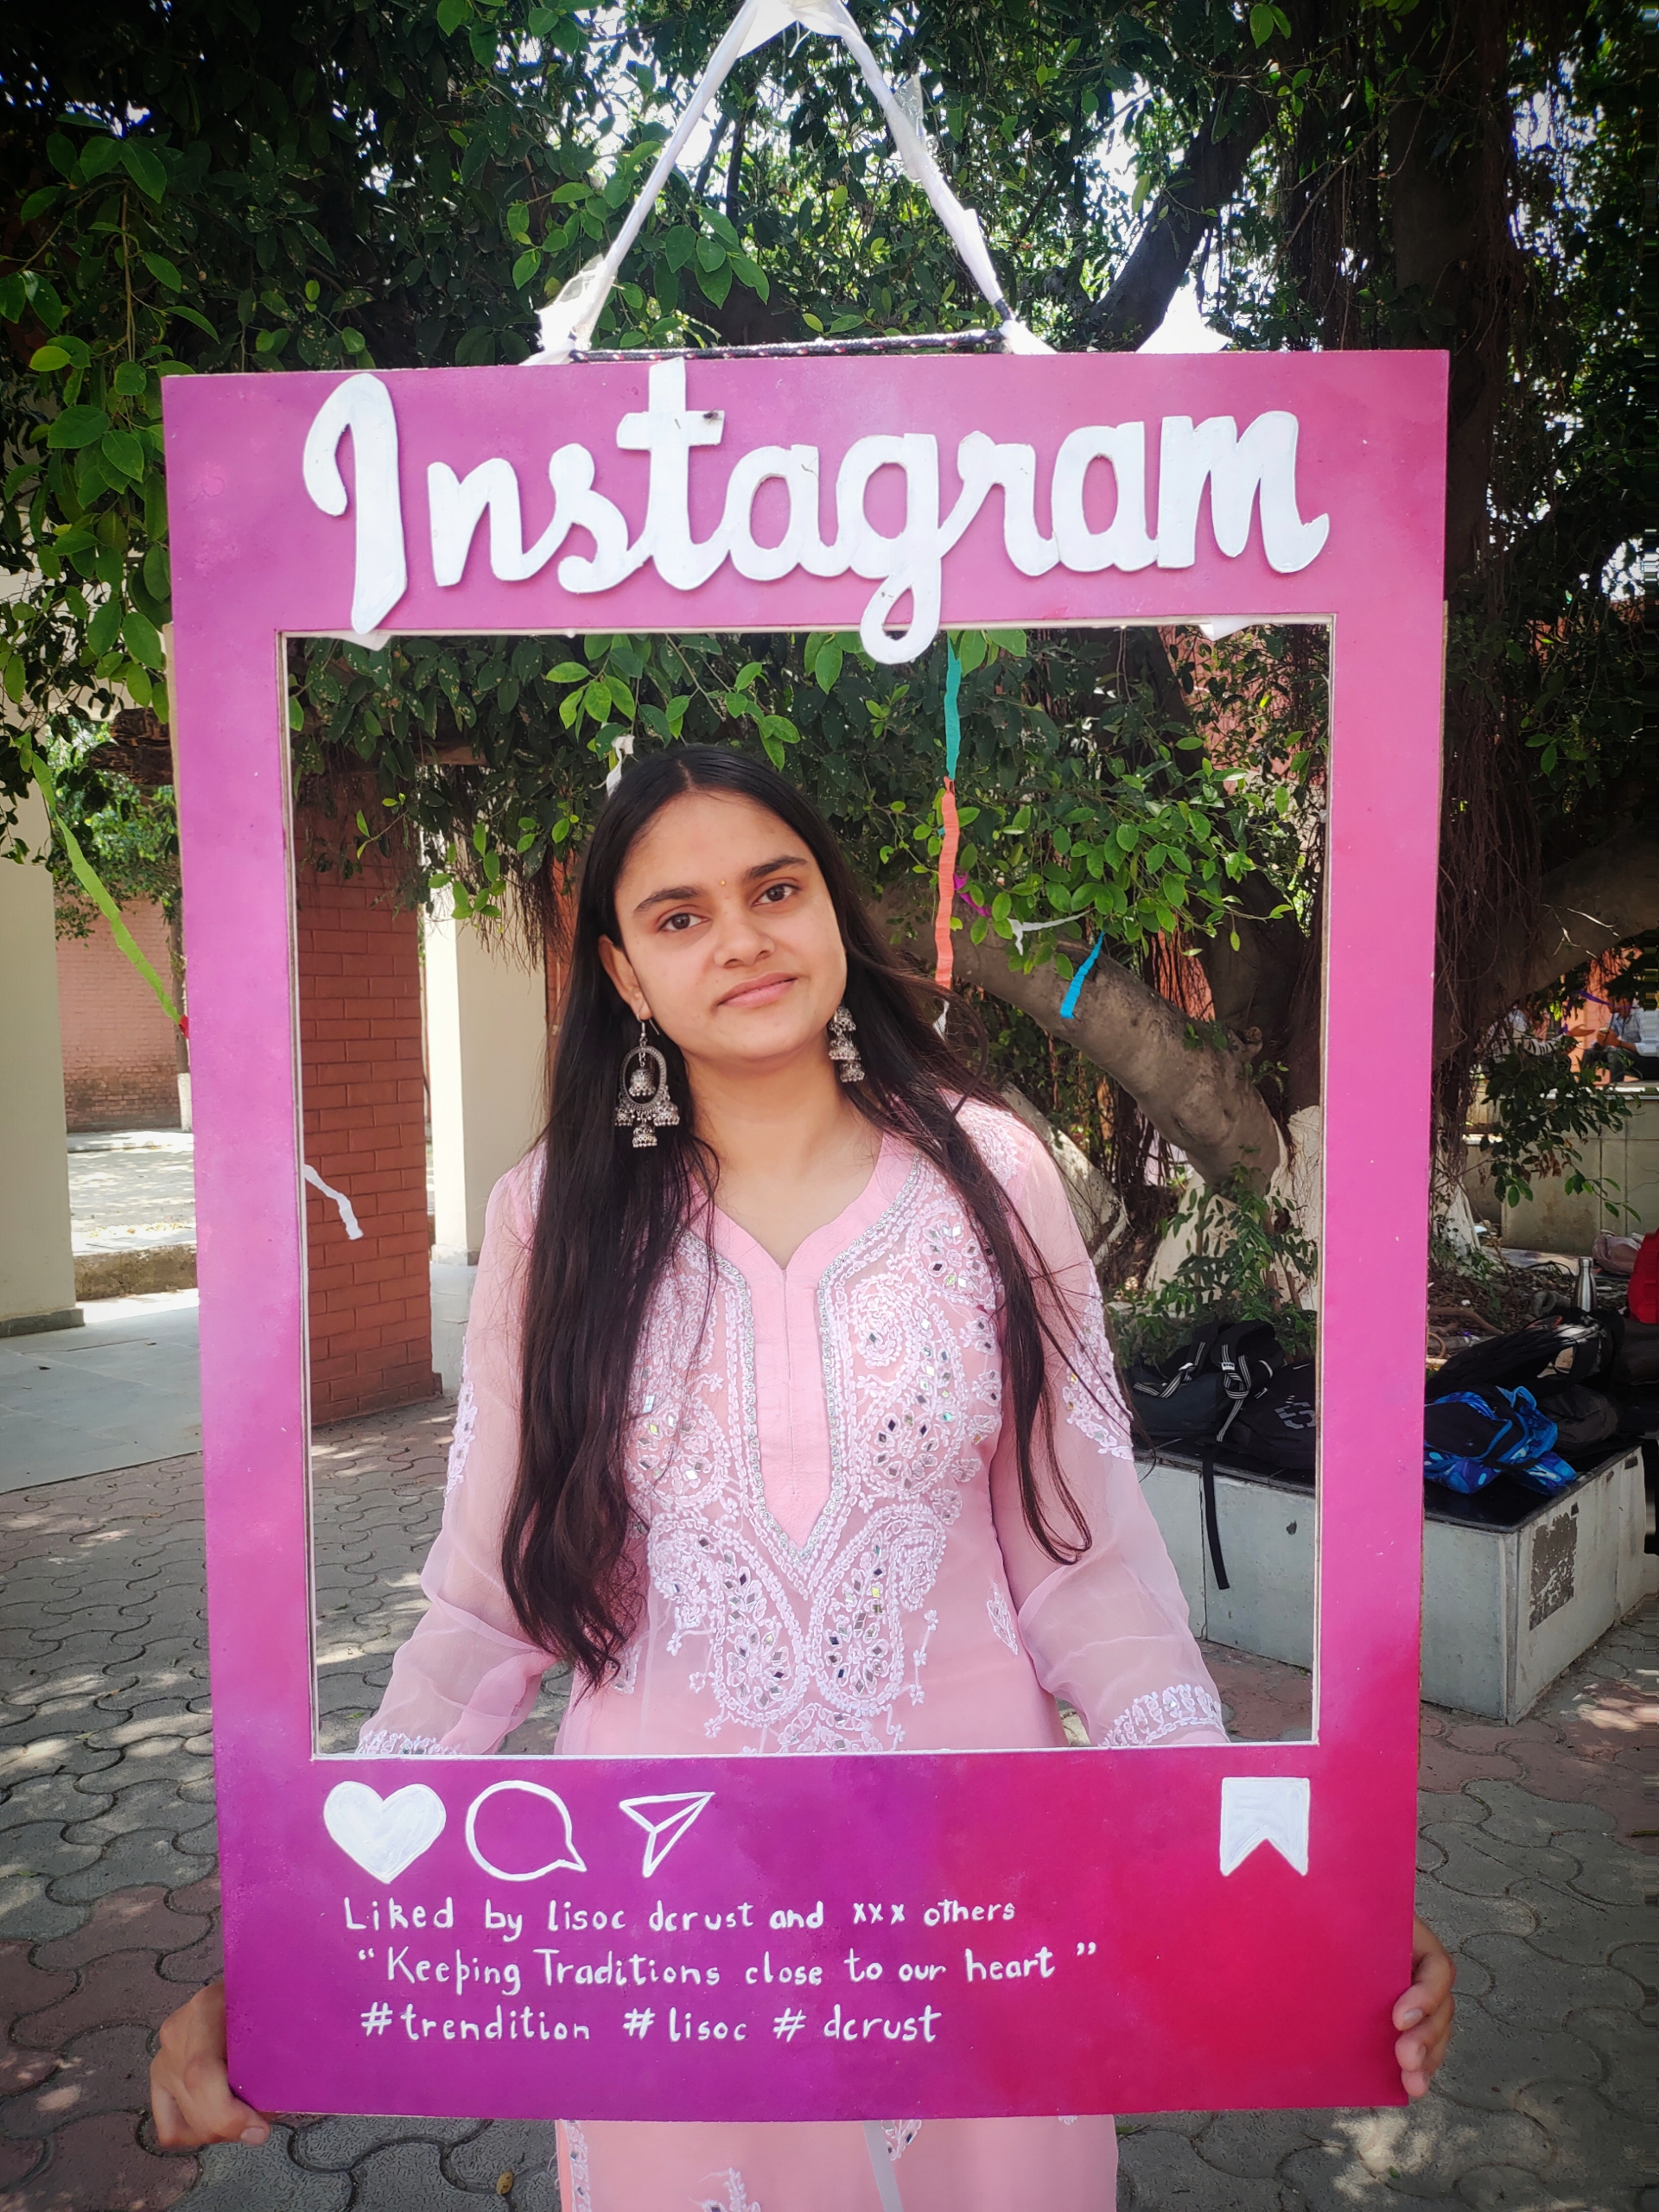 Instagram
Liked by lisoc dcrust and xxx others
“Keeping Traditions close to our heart”
#trendition #lisoc # dcrust